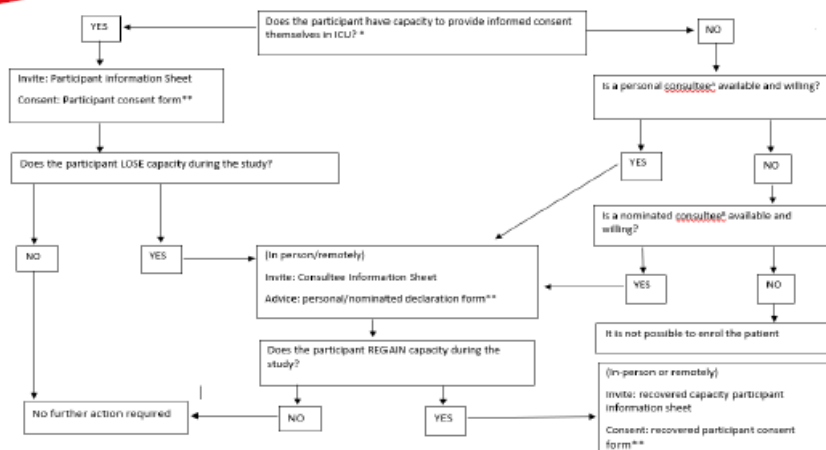 Does the participant have capacity to provide informed consent
themselves in ICU? *
YES
NO
Invite: Participant Information Sheet
Consent: Participant consent form**
Is a personal consultee available and willing?
Does the participant LOSE capacity during the study?
YES
NO
Is a nominated consultee available and
willing?
NO
YES
(In person/remotely)
Invite: Consultee Information Sheet
Advice: personal/nominated declaration form**
YES
NO
It is not possible to enrol the patient
Does the participant REGAIN capacity during the
study?
(In-person or remotely)
Invite: recovered capacity participant
information sheet
Consent: recovered participant consent
form**
No further action required
NO
YES